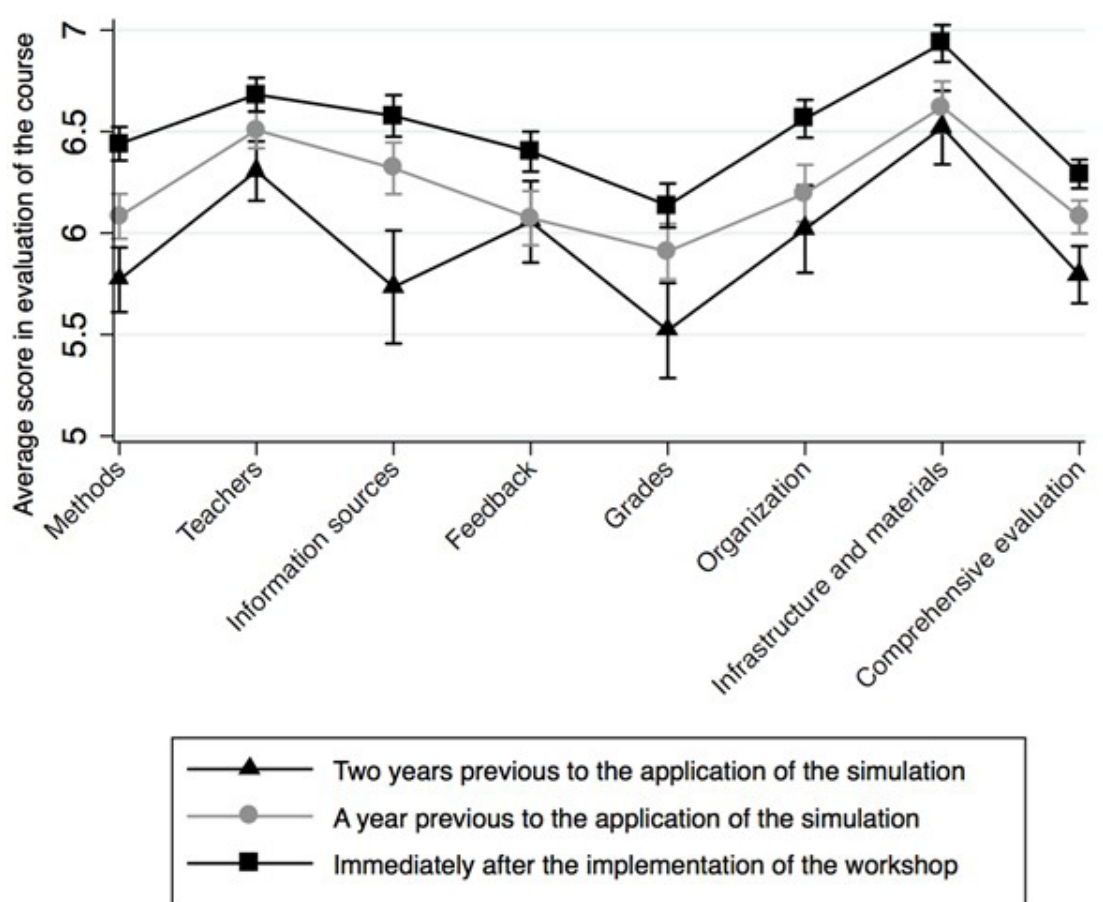 Average score in evaluation of the course
7
6.5
6
5.5
5
Methods
Teachers
Information sources
Feedback
Grades
Organization
Infrastructure and materials
Comprehensive evaluation
Two years previous to the application of the simulation
A year previous to the application of the simulation
Immediately after the implementation of the workshop